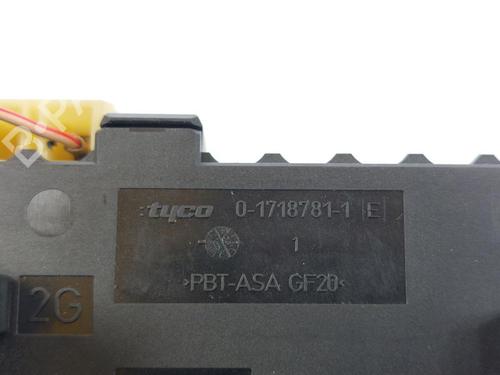 tyco 0-1718781-1 E
1
>PBT-ASA GF20<
2G